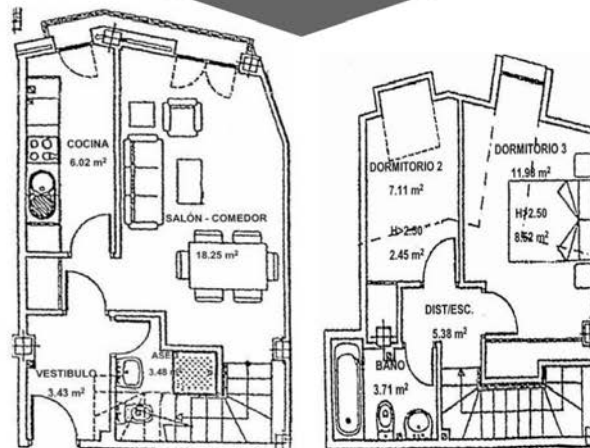 COCINA
6.02 m²
SALÓN - COMEDOR
18.25 m²
VESTIBULO
3.43 m²
ASEO
3.48 m²
DORMITORIO 2
7.11 m²
H>2.50
2.45 m²
DORMITORIO 3
11.98 m²
H>2.50
8.52 m²
DIST/ESC.
5.38 m²
BAÑO
3.71 m²